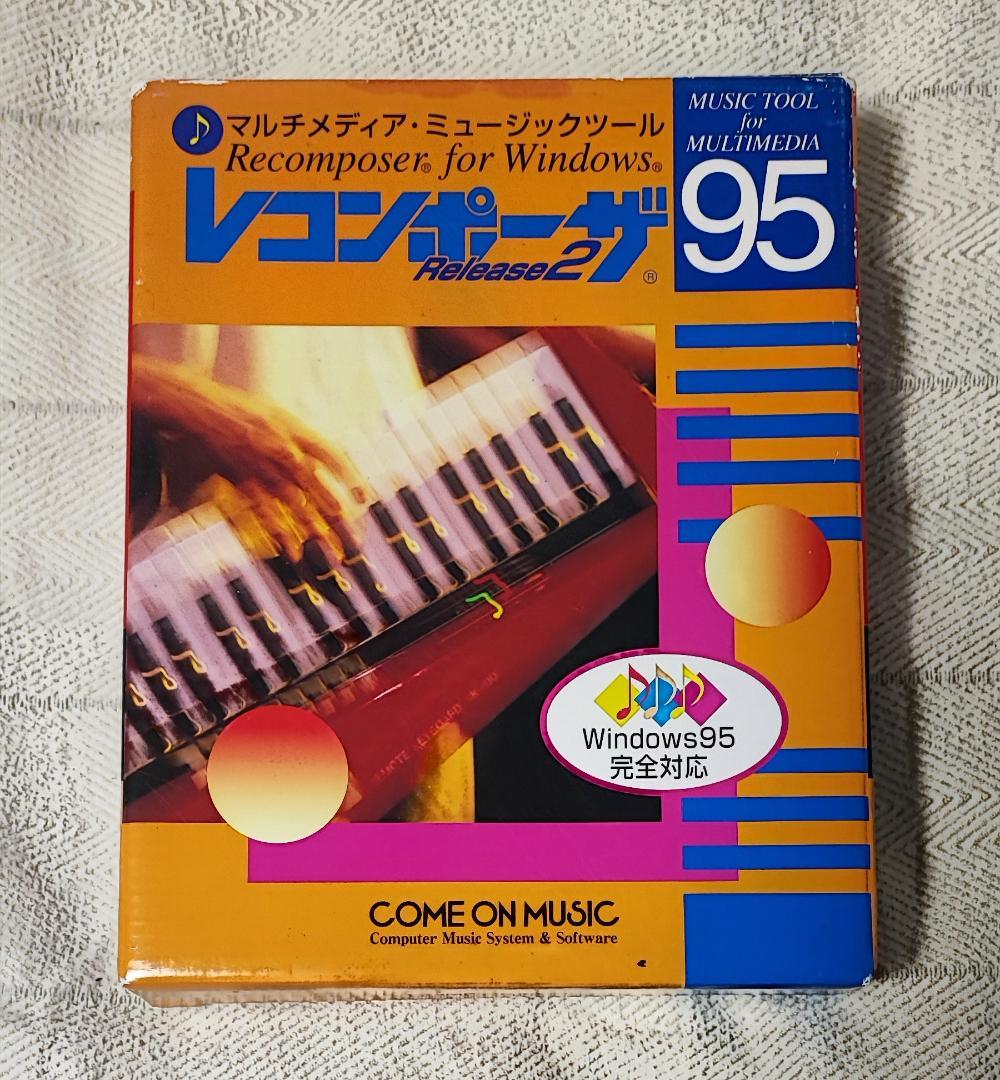 マルチメディア・ミュージックツール
Recomposer® for Windows®
レコンポーザ®
Release2
MUSIC TOOL
for
MULTIMEDIA
95
REMOTE KEYBOARD
Windows95
完全対応
COME ON MUSIC
Computer Music System & Software